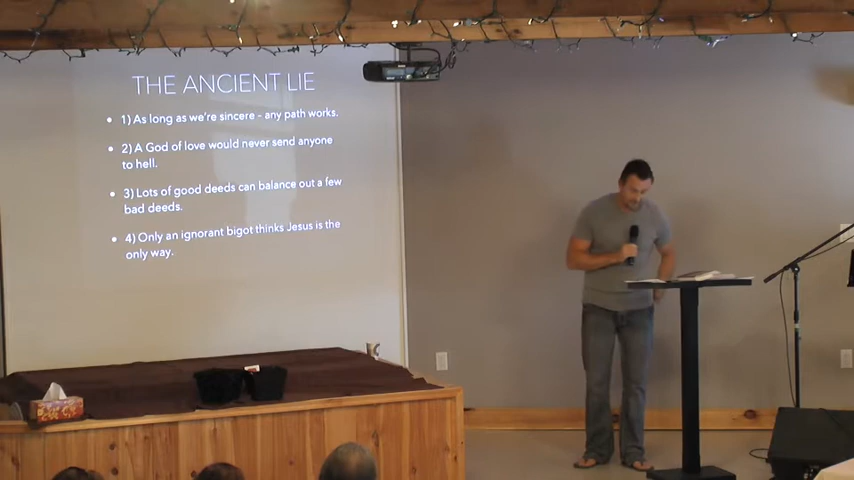 THE ANCIENT LIE
• 1) As long as we're sincere - any path works.
• 2) A God of love would never send anyone
to hell.
• 3) Lots of good deeds can balance out a few
bad deeds.
• 4) Only an ignorant bigot thinks Jesus is the
only way.